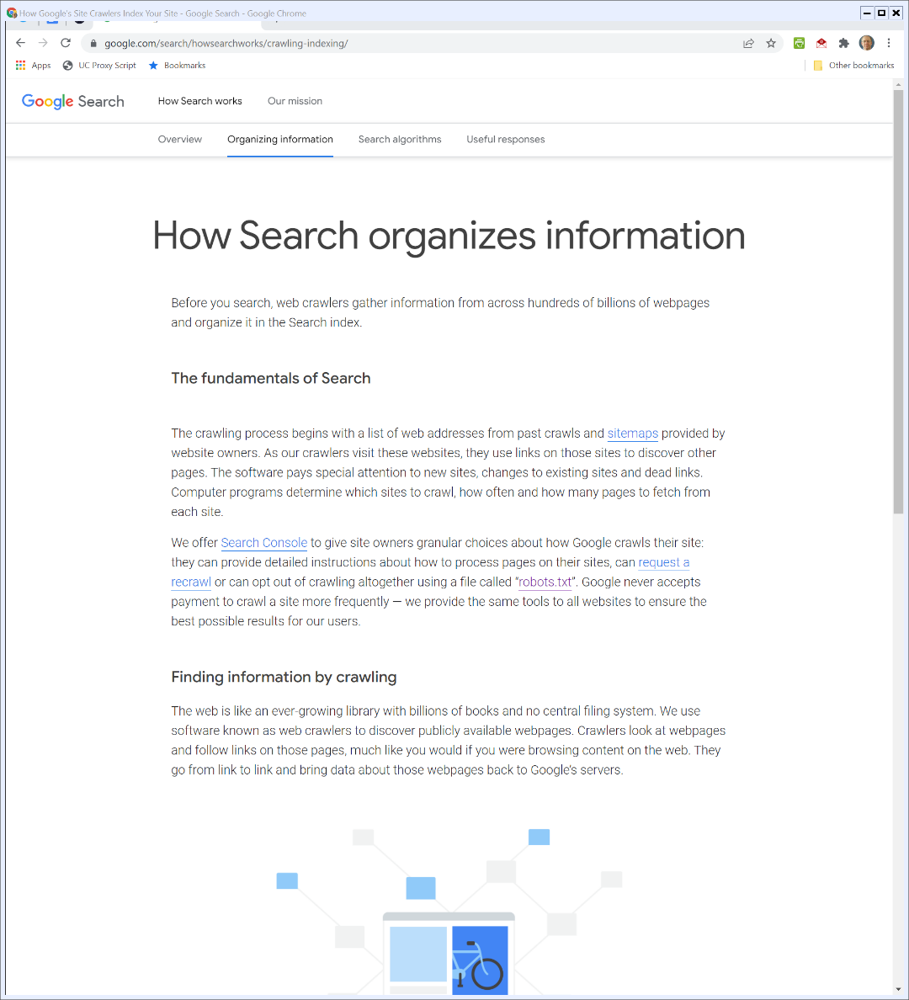 How Google's Site Crawlers Index Your Site - Google Search - Google Chrome
google.com/search/howsearchworks/crawling-indexing/
Apps UC Proxy Script Bookmarks Other bookmarks
Google Search How Search works Our mission
Overview Organizing information Search algorithms Useful responses
How Search organizes information
Before you search, web crawlers gather information from across hundreds of billions of webpages
and organize it in the Search index.
The fundamentals of Search
The crawling process begins with a list of web addresses from past crawls and sitemaps provided by
website owners. As our crawlers visit these websites, they use links on those sites to discover other
pages. The software pays special attention to new sites, changes to existing sites and dead links.
Computer programs determine which sites to crawl, how often and how many pages to fetch from
each site.
We offer Search Console to give site owners granular choices about how Google crawls their site:
they can provide detailed instructions about how to process pages on their sites, can request a
recrawl or can opt out of crawling altogether using a file called “robots.txt”. Google never accepts
payment to crawl a site more frequently — we provide the same tools to all websites to ensure the
best possible results for our users.
Finding information by crawling
The web is like an ever-growing library with billions of books and no central filing system. We use
software known as web crawlers to discover publicly available webpages. Crawlers look at webpages
and follow links on those pages, much like you would if you were browsing content on the web. They
go from link to link and bring data about those webpages back to Google’s servers.